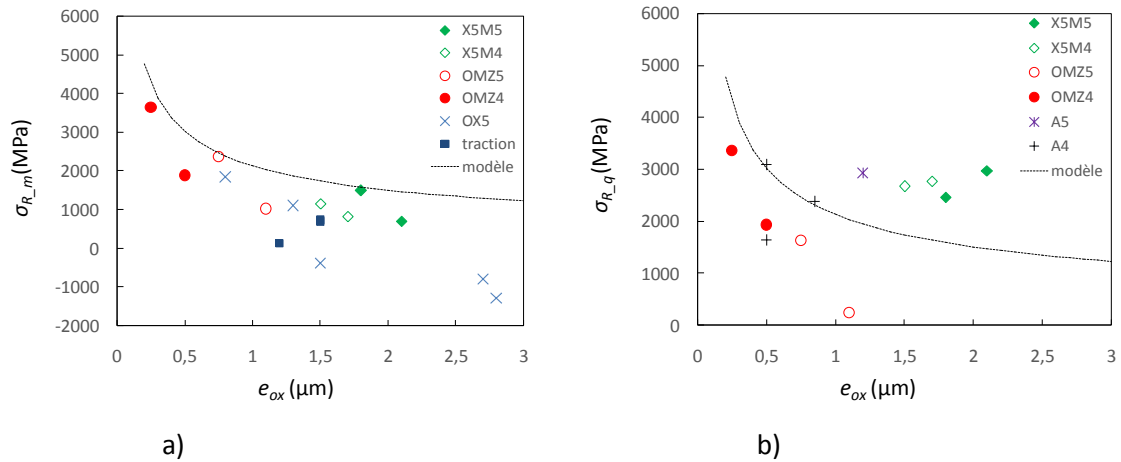 6000
5000
4000
3000
2000
1000
0
-1000
-2000
σR_m(MPa)
0 0,5 1 1,5 2 2,5 3
eox (µm)
X5M5
X5M4
OMZ5
OMZ4
OX5
traction
modèle
a)
6000
5000
4000
3000
2000
1000
0
σR_q(MPa)
0 0,5 1 1,5 2 2,5 3
eox (µm)
X5M5
X5M4
OMZ5
OMZ4
A5
A4
modèle
b)